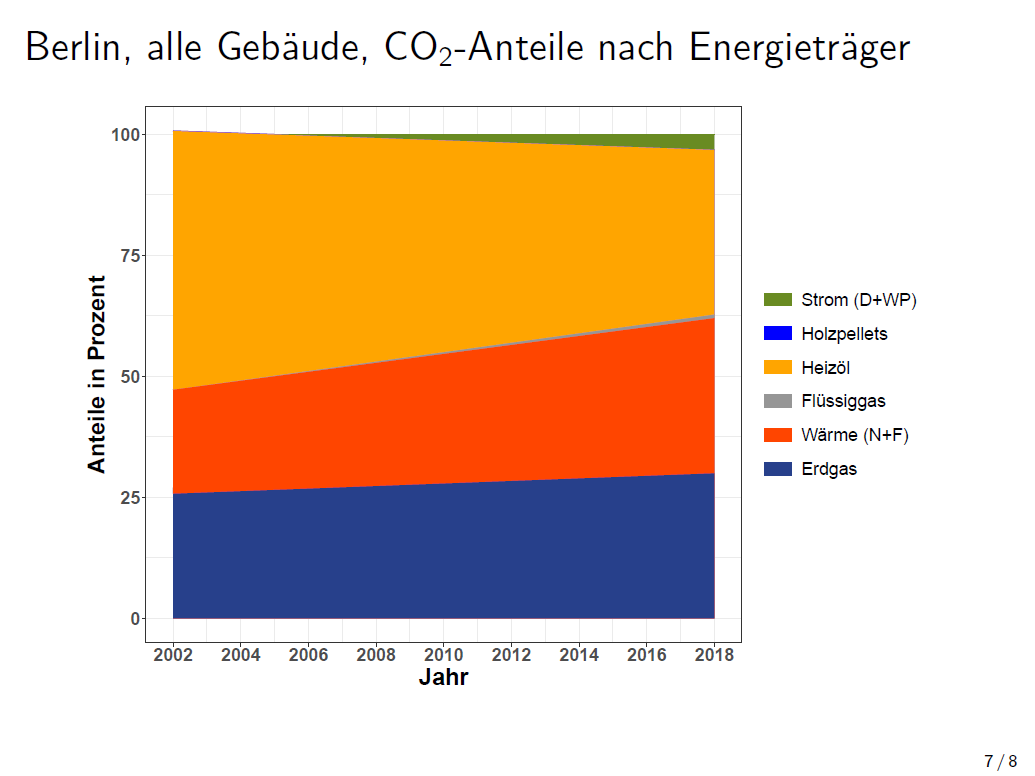 Berlin, alle Gebäude, CO₂-Anteile nach Energieträger
100
75
50
25
0
Anteile in Prozent
2002 2004 2006 2008 2010 2012 2014 2016 2018
Jahr
Strom (D+WP)
Holzpellets
Heizöl
Flüssiggas
Wärme (N+F)
Erdgas
7 / 8